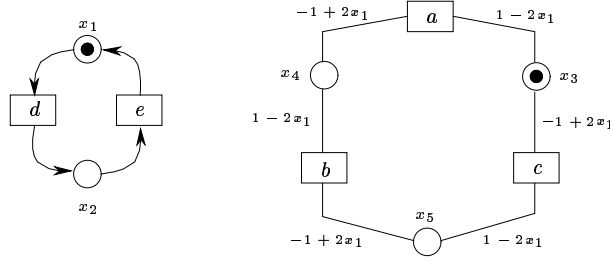 x₁
d
e
x₂
−1 + 2x₁
a
1 − 2x₁
x₄
x₃
1 − 2x₁
−1 + 2x₁
b
c
x₅
−1 + 2x₁
1 − 2x₁